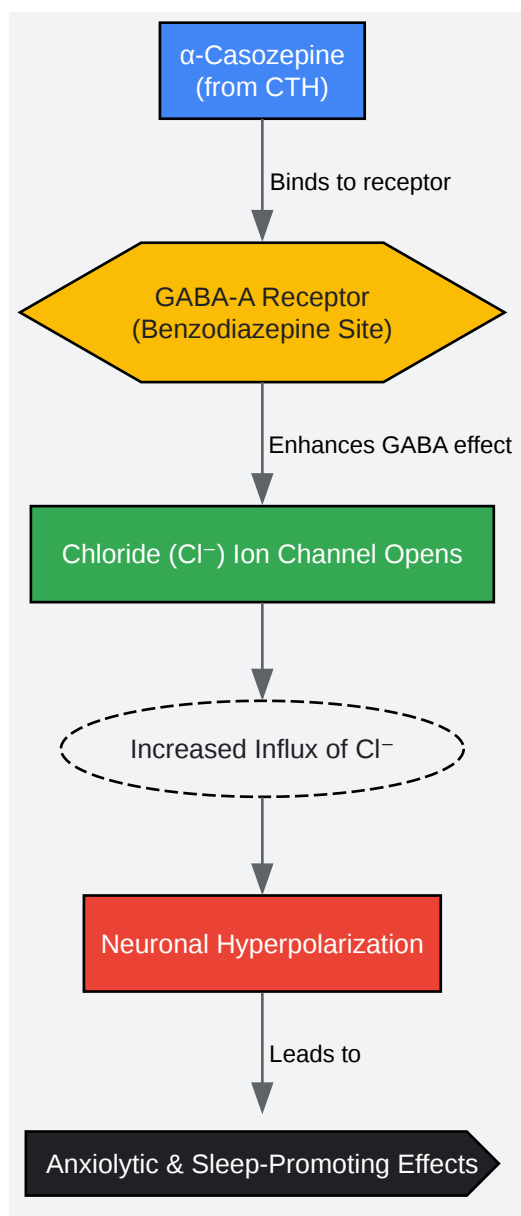 α-Casozepine
(from CTH)
Binds to receptor
GABA-A Receptor
(Benzodiazepine Site)
Enhances GABA effect
Chloride (Cl⁻) Ion Channel Opens
Increased Influx of Cl⁻
Neuronal Hyperpolarization
Leads to
Anxiolytic & Sleep-Promoting Effects